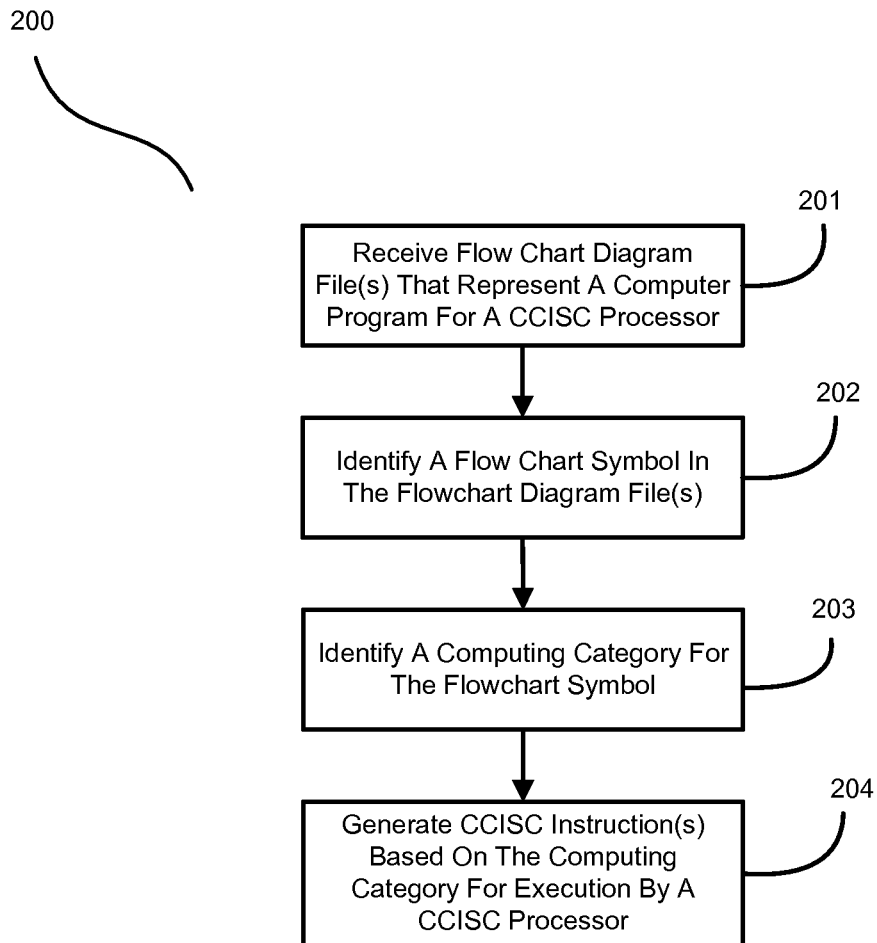 200
201
Receive Flow Chart Diagram
File(s) That Represent A Computer
Program For A CCISC Processor
202
Identify A Flow Chart Symbol In
The Flowchart Diagram File(s)
203
Identify A Computing Category For
The Flowchart Symbol
204
Generate CCISC Instruction(s)
Based On The Computing
Category For Execution By A
CCISC Processor